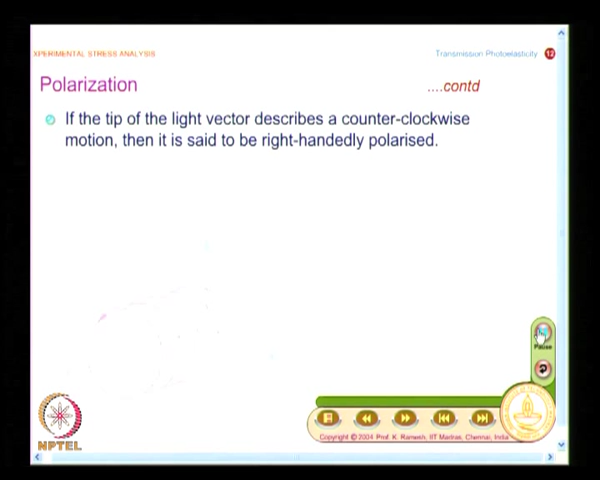 XPERIMENTAL STRESS ANALYSIS
Transmission Photoelasticity 12
Polarization
....contd
If the tip of the light vector describes a counter-clockwise
motion, then it is said to be right-handedly polarised.
Pause
NPTEL
Copyright © 2004 Prof. K. Ramesh, IIT Madras, Chennai, India